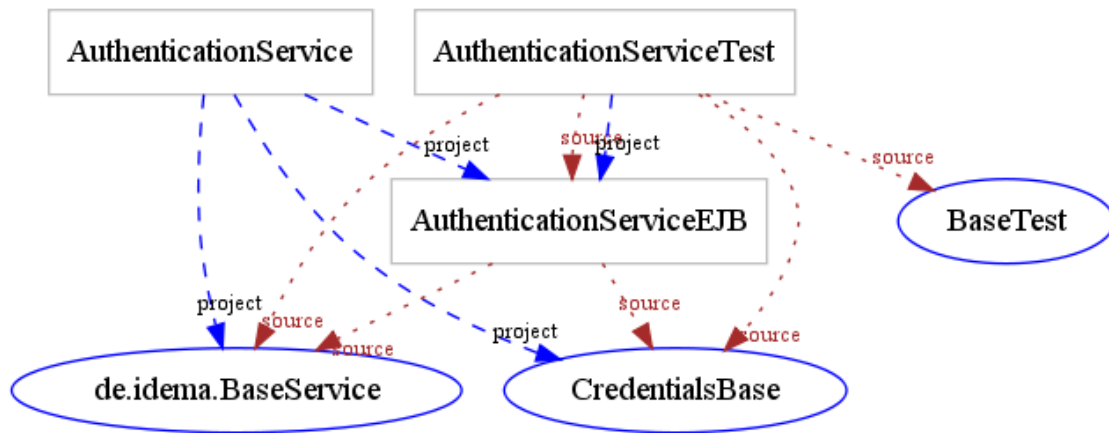 AuthenticationService
AuthenticationServiceTest
project
source
project
source
AuthenticationServiceEJB
BaseTest
project
source
source
project
source
source
de.idema.BaseService
CredentialsBase